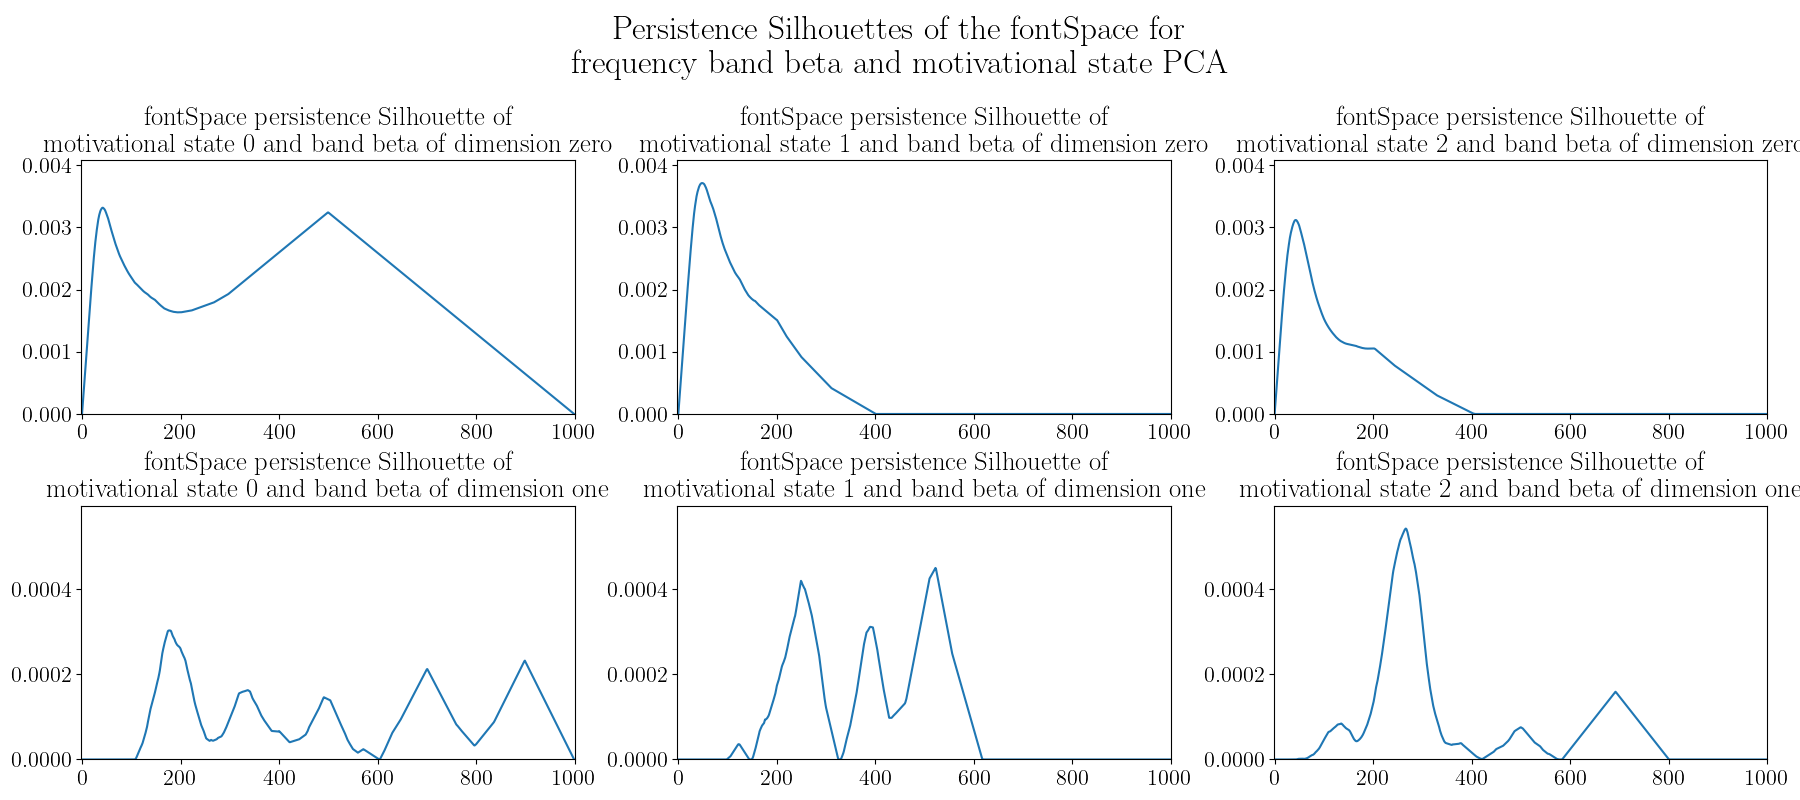 Persistence Silhouettes of the fontSpace for
frequency band beta and motivational state PCA
fontSpace persistence Silhouette of
motivational state 0 and band beta of dimension zero
0.004
0.003
0.002
0.001
0.000
0 200 400 600 800 1000
fontSpace persistence Silhouette of
motivational state 1 and band beta of dimension zero
0.004
0.003
0.002
0.001
0.000
0 200 400 600 800 1000
fontSpace persistence Silhouette of
motivational state 2 and band beta of dimension zero
0.004
0.003
0.002
0.001
0.000
0 200 400 600 800 1000
fontSpace persistence Silhouette of
motivational state 0 and band beta of dimension one
0.0004
0.0002
0.0000
0 200 400 600 800 1000
fontSpace persistence Silhouette of
motivational state 1 and band beta of dimension one
0.0004
0.0002
0.0000
0 200 400 600 800 1000
fontSpace persistence Silhouette of
motivational state 2 and band beta of dimension one
0.0004
0.0002
0.0000
0 200 400 600 800 1000